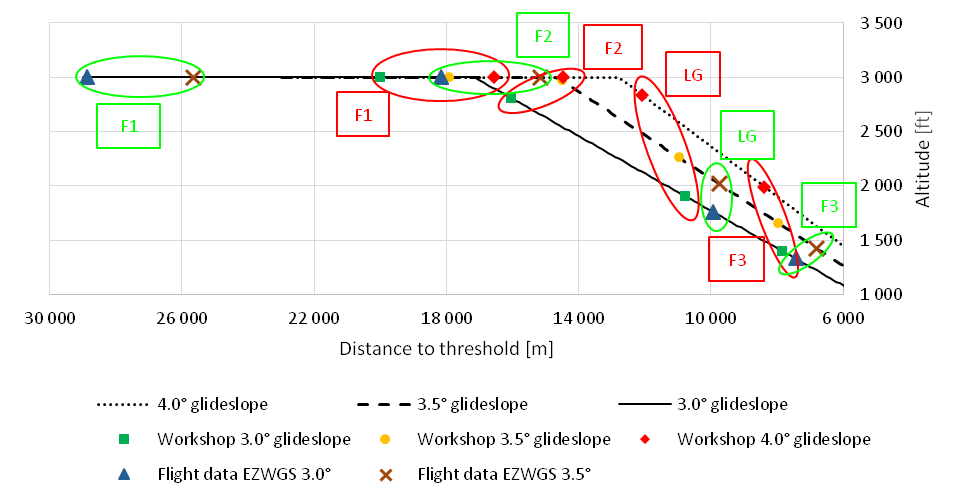 3 500
F2
F2
3 000
LG
F1
F1
2 500
LG
2 000
F3
1 500
F3
1 000
Altitude [ft]
30 000 26 000 22 000 18 000 14 000 10 000 6 000
Distance to threshold [m]
4.0° glideslope 3.5° glideslope 3.0° glideslope
Workshop 3.0° glideslope Workshop 3.5° glideslope Workshop 4.0° glideslope
Flight data EZWGS 3.0° Flight data EZWGS 3.5°